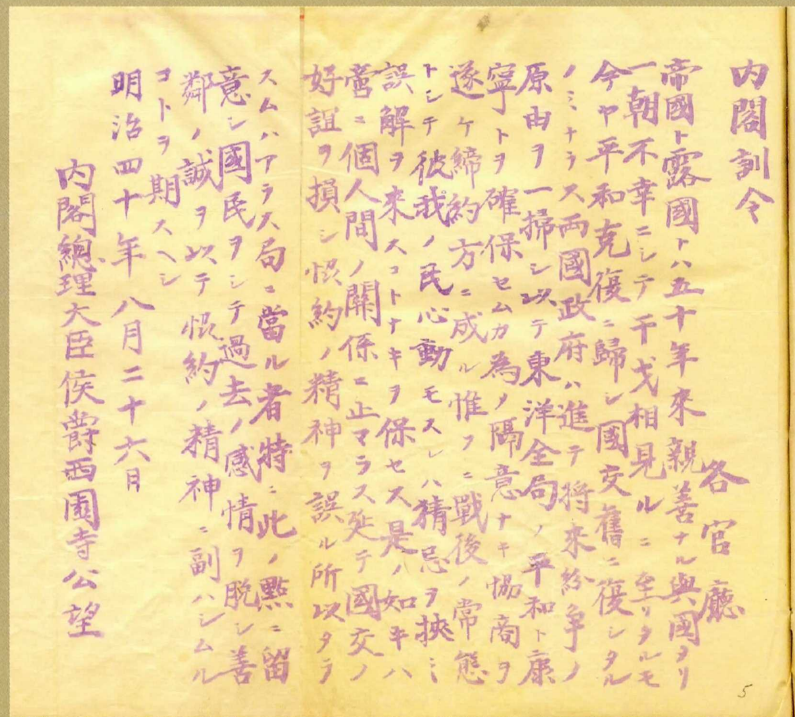 内閣訓令
各官廳
帝國ト露國トハ五十年來親善ナル與國タリ
一朝不幸ニシテ干戈相見ルニ至リタルモ
今ヤ平和克復ニ歸シ國交舊ニ復シタル
ノミナラス両國政府ハ進テ將來紛争ノ
原由ヲ一掃シ以テ東洋全局ノ平和ト康
寧トヲ確保セムカ為ノ隔意ナキ協商ヲ
遂ケ締約方ニ成ル惟フニ戰後ノ常態
トシテ彼我ノ民心動モスレハ猜忌ヲ挾ミ
誤解ヲ来スコトナキヲ保セス是ノ如キハ
啻ニ個人間ノ關係ニ止マラス延テ國交ノ
好誼ヲ損シ恊約ノ精神ヲ誤ル所以タラ
スムハアラス局ニ當ル者特ニ此ノ點ニ留
意シ國民ヲシテ過去ノ感情ヲ脱シ善
鄰ノ誠ヲ以テ恊約ノ精神ニ副ハシムル
コトヲ期スヘシ
明治四十年八月二十六日
内閣總理大臣侯爵西園寺公望
5